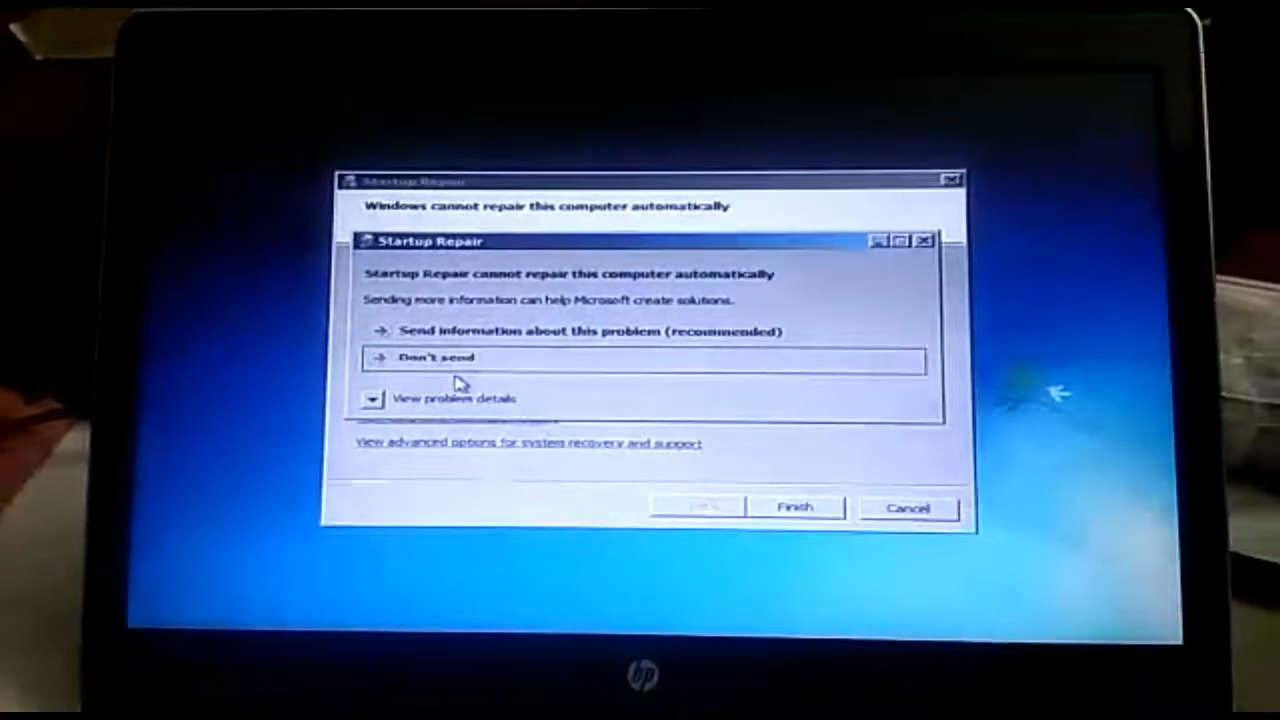 Startup Repair
Windows cannot repair this computer automatically
Startup Repair
Startup Repair cannot repair this computer automatically
Sending more information can help Microsoft create solutions.
Send information about this problem (recommended)
Don't send
View problem details
View advanced options for system recovery and support
Finish
Cancel
hp